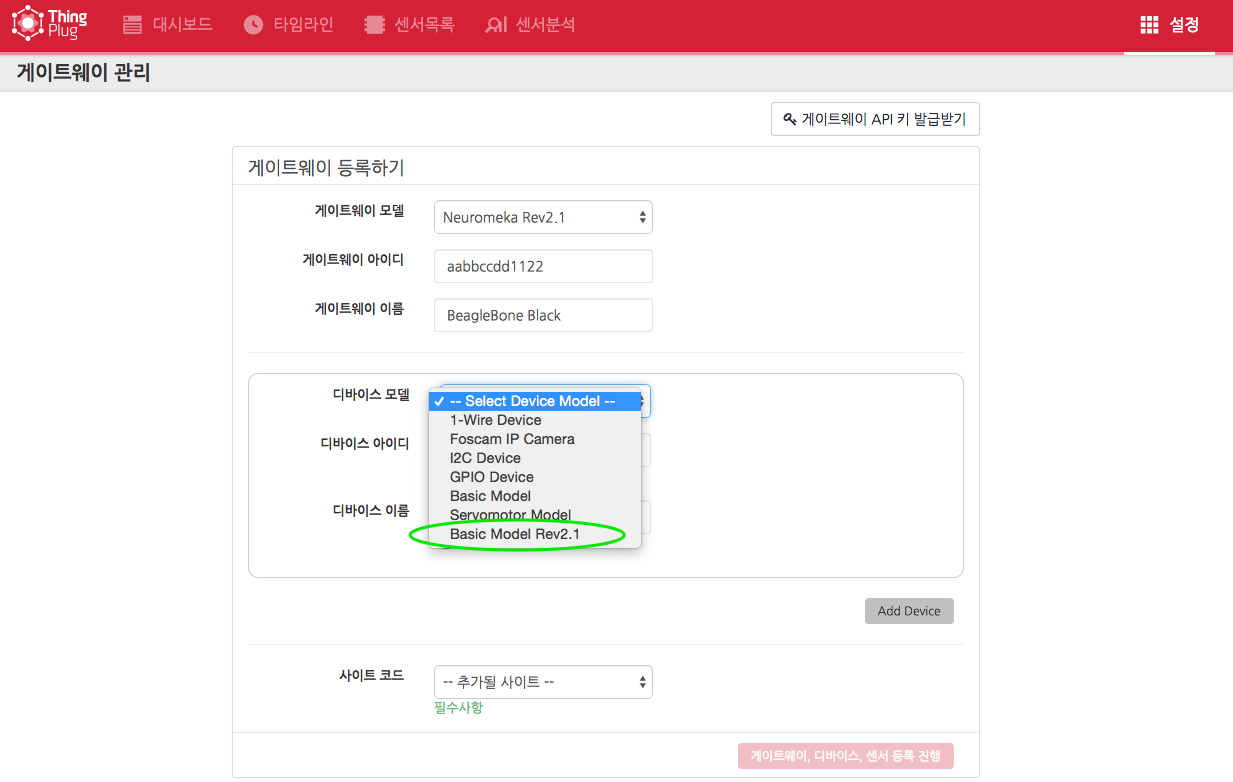 Thing
Plug
대시보드
타임라인
센서목록
센서분석
설정
게이트웨이 관리
게이트웨이 API 키 발급받기
게이트웨이 등록하기
게이트웨이 모델
Neuromeka Rev2.1
게이트웨이 아이디
aabbccdd1122
게이트웨이 이름
BeagleBone Black
디바이스 모델
✓ -- Select Device Model --
1-Wire Device
Foscam IP Camera
디바이스 아이디
I2C Device
GPIO Device
Basic Model
디바이스 이름
Servomotor Model
Basic Model Rev2.1
Add Device
사이트 코드
-- 추가될 사이트 --
필수사항
게이트웨이, 디바이스, 센서 등록 진행